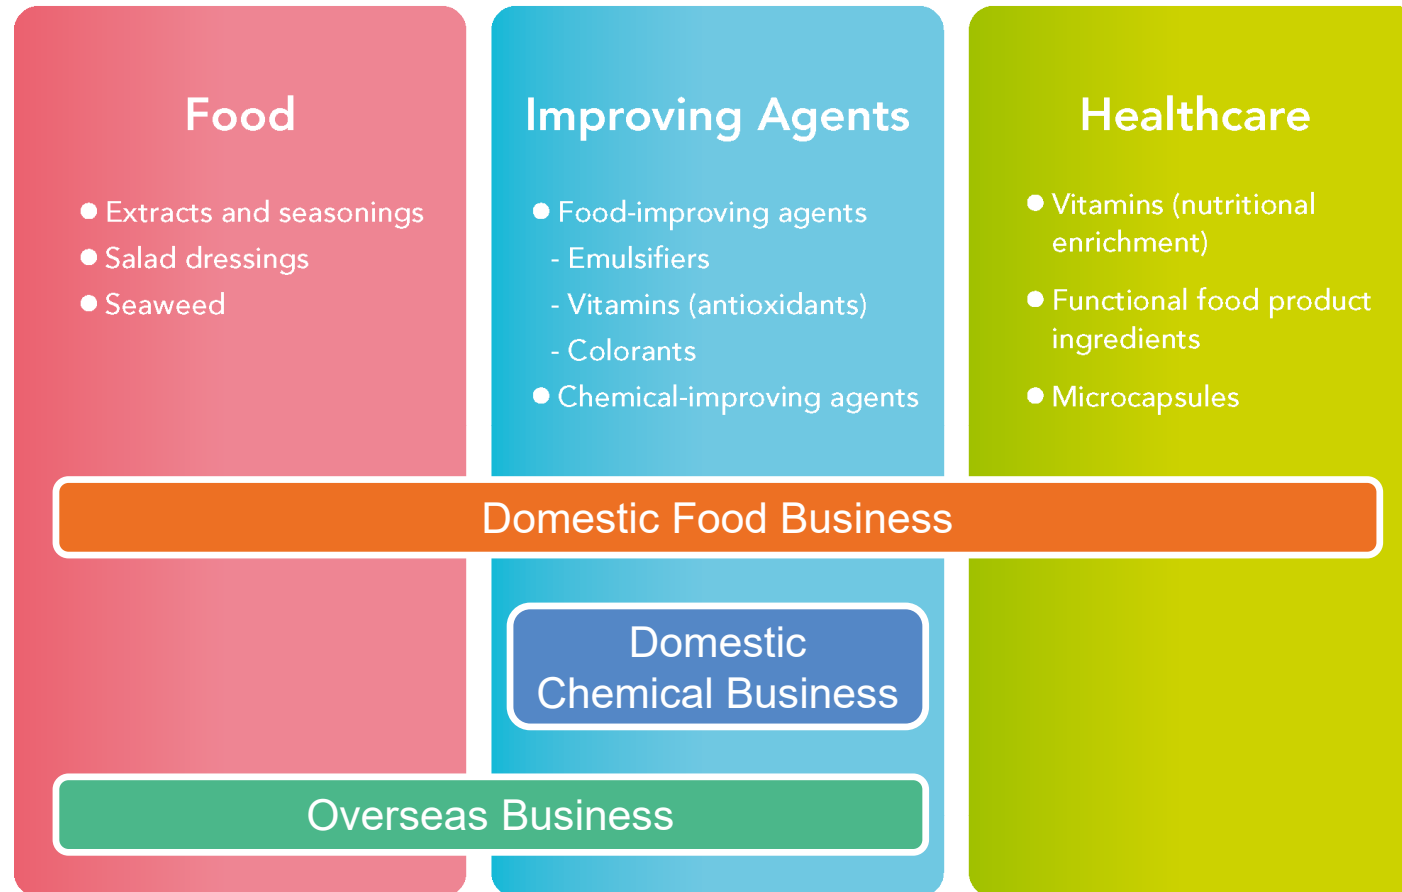 Food
● Extracts and seasonings
● Salad dressings
● Seaweed
Improving Agents
● Food-improving agents
- Emulsifiers
- Vitamins (antioxidants)
- Colorants
● Chemical-improving agents
Healthcare
● Vitamins (nutritional
enrichment)
● Functional food product
ingredients
● Microcapsules
Domestic Food Business
Domestic
Chemical Business
Overseas Business